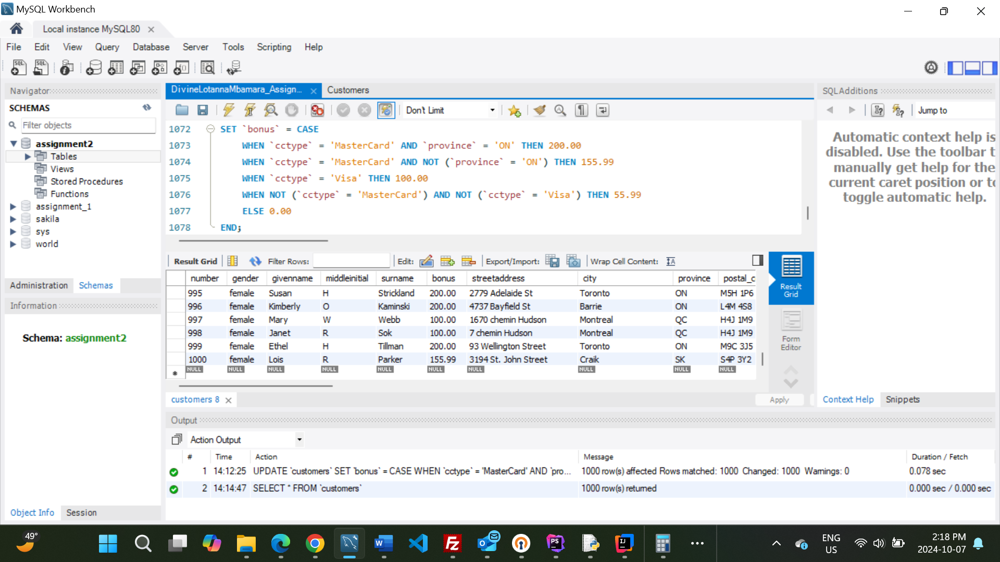 MySQL Workbench
Local instance MySQL80
File Edit View Query Database Server Tools Scripting Help
Navigator
SCHEMAS
Filter objects
assignment2
Tables
Views
Stored Procedures
Functions
assignment_1
sakila
sys
world
Administration Schemas
Information
Schema: assignment2
Object Info Session
DivineLotannaMbamara_Assign... Customers
Don't Limit
1072 SET `bonus` = CASE
1073 WHEN `cctype` = 'MasterCard' AND `province` = 'ON' THEN 200.00
1074 WHEN `cctype` = 'MasterCard' AND NOT (`province` = 'ON') THEN 155.99
1075 WHEN `cctype` = 'Visa' THEN 100.00
1076 WHEN NOT (`cctype` = 'MasterCard') AND NOT (`cctype` = 'Visa') THEN 55.99
1077 ELSE 0.00
1078 END;
Result Grid Filter Rows: Edit: Export/Import: Wrap Cell Content:
number gender givenname middleinitial surname bonus streetaddress city province postal_c
995 female Susan H Strickland 200.00 2779 Adelaide St Toronto ON M5H 1P6
996 female Kimberly O Kaminski 200.00 4737 Bayfield St Barrie ON L4M 4S8
997 female Mary W Webb 100.00 1670 chemin Hudson Montreal QC H4J 1M9
998 female Janet R Sok 100.00 7 chemin Hudson Montreal QC H4J 1M9
999 female Ethel H Tillman 200.00 93 Wellington Street Toronto ON M9C 3J5
1000 female Lois R Parker 155.99 3194 St. John Street Craik SK S4P 3Y2
NULL NULL NULL NULL NULL NULL NULL NULL NULL NULL
Result
Grid
Form
Editor
customers 8
Apply
SQLAdditions
Jump to
Automatic context help is
disabled. Use the toolbar t
manually get help for the
current caret position or to
toggle automatic help.
Context Help Snippets
Output
Action Output
# Time Action Message Duration / Fetch
1 14:12:25 UPDATE `customers` SET `bonus` = CASE WHEN `cctype` = 'MasterCard' AND `pro... 1000 row(s) affected Rows matched: 1000 Changed: 1000 Warnings: 0 0.078 sec
2 14:14:47 SELECT * FROM `customers` 1000 row(s) returned 0.000 sec / 0.000 sec
49°
ENG
US
2:18 PM
2024-10-07